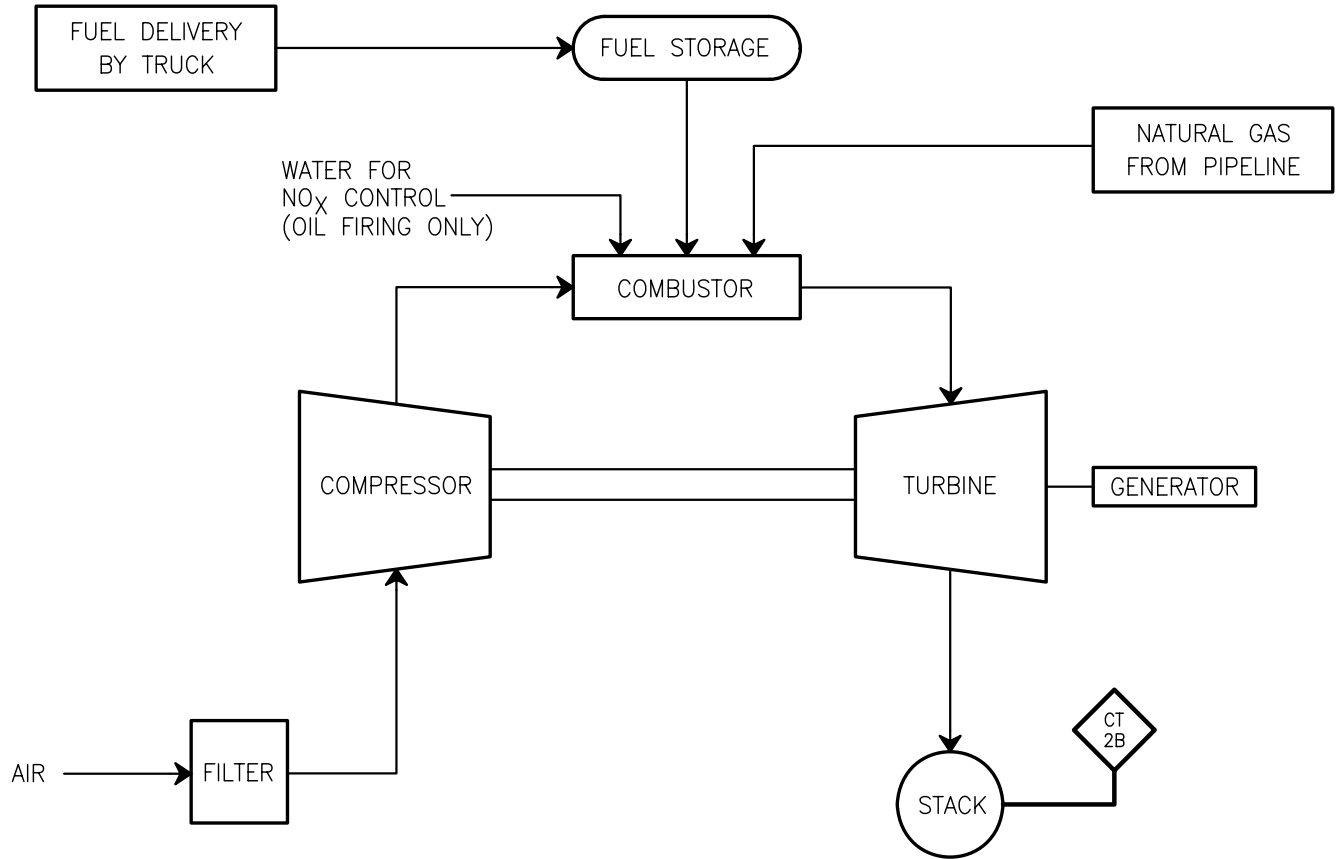 FUEL DELIVERY
BY TRUCK
FUEL STORAGE
NATURAL GAS
FROM PIPELINE
WATER FOR
NOX CONTROL
(OIL FIRING ONLY)
COMBUSTOR
COMPRESSOR
TURBINE
GENERATOR
AIR
FILTER
CT
2B
STACK